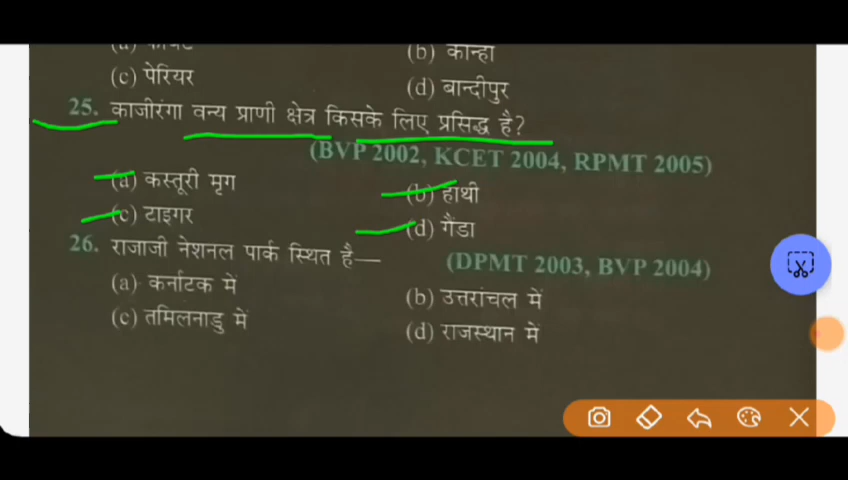 (b) कान्हा
(c) पेरियर
(d) बान्दीपुर
25. काजीरंगा वन्य प्राणी क्षेत्र किसके लिए प्रसिद्ध है?
(BVP 2002, KCET 2004, RPMT 2005)
(a) कस्तूरी मृग
(b) हाथी
(c) टाइगर
(d) गैंडा
26. राजाजी नेशनल पार्क स्थित है—
(DPMT 2003, BVP 2004)
(a) कर्नाटक में
(b) उत्तरांचल में
(c) तमिलनाडु में
(d) राजस्थान में